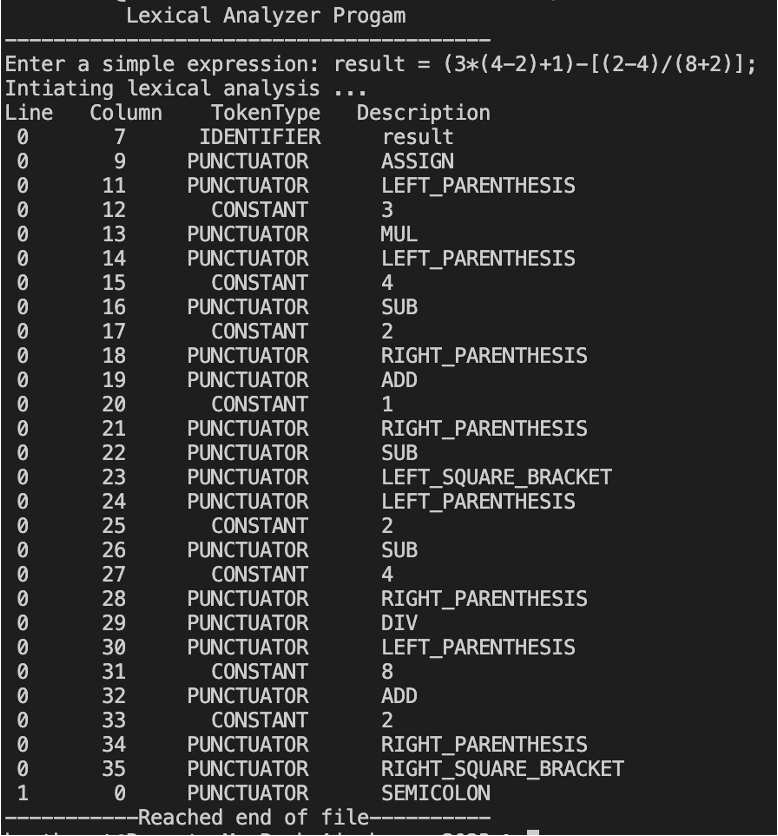 Lexical Analyzer Progam
----------------------------------------
Enter a simple expression: result = (3*(4-2)+1)-[(2-4)/(8+2)];
Intiating lexical analysis ...
Line Column TokenType Description
0 7 IDENTIFIER result
0 9 PUNCTUATOR ASSIGN
0 11 PUNCTUATOR LEFT_PARENTHESIS
0 12 CONSTANT 3
0 13 PUNCTUATOR MUL
0 14 PUNCTUATOR LEFT_PARENTHESIS
0 15 CONSTANT 4
0 16 PUNCTUATOR SUB
0 17 CONSTANT 2
0 18 PUNCTUATOR RIGHT_PARENTHESIS
0 19 PUNCTUATOR ADD
0 20 CONSTANT 1
0 21 PUNCTUATOR RIGHT_PARENTHESIS
0 22 PUNCTUATOR SUB
0 23 PUNCTUATOR LEFT_SQUARE_BRACKET
0 24 PUNCTUATOR LEFT_PARENTHESIS
0 25 CONSTANT 2
0 26 PUNCTUATOR SUB
0 27 CONSTANT 4
0 28 PUNCTUATOR RIGHT_PARENTHESIS
0 29 PUNCTUATOR DIV
0 30 PUNCTUATOR LEFT_PARENTHESIS
0 31 CONSTANT 8
0 32 PUNCTUATOR ADD
0 33 CONSTANT 2
0 34 PUNCTUATOR RIGHT_PARENTHESIS
0 35 PUNCTUATOR RIGHT_SQUARE_BRACKET
1 0 PUNCTUATOR SEMICOLON
-----------Reached end of file----------